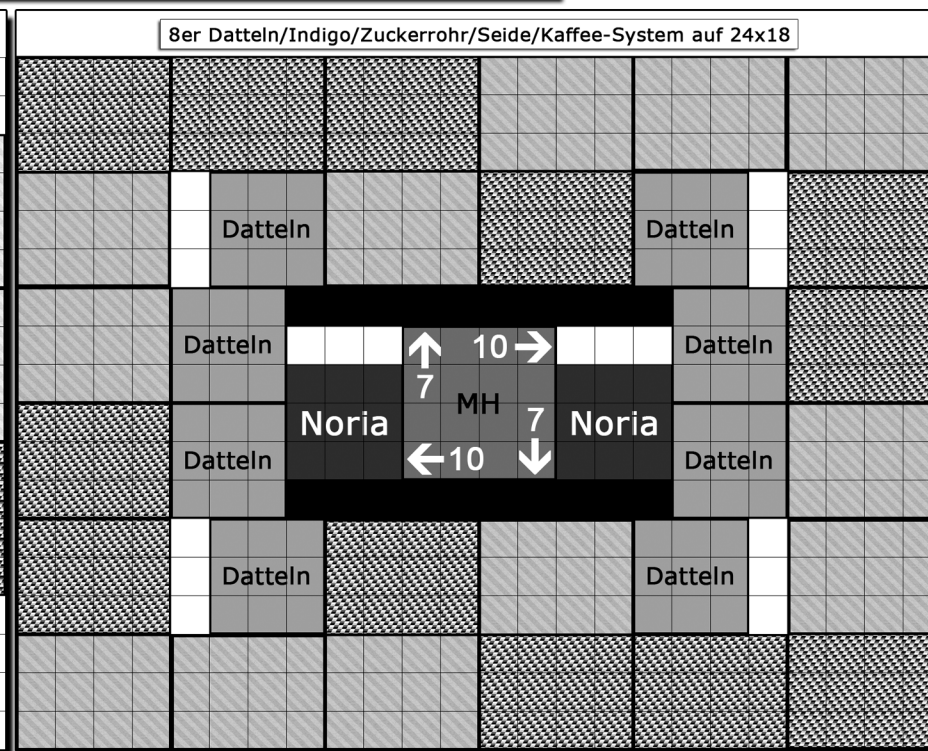 8er Datteln/Indigo/Zuckerrohr/Seide/Kaffee-System auf 24x18
Datteln
Datteln
Datteln
10
Datteln
7
MH
Noria
7
Noria
Datteln
10
Datteln
Datteln
Datteln